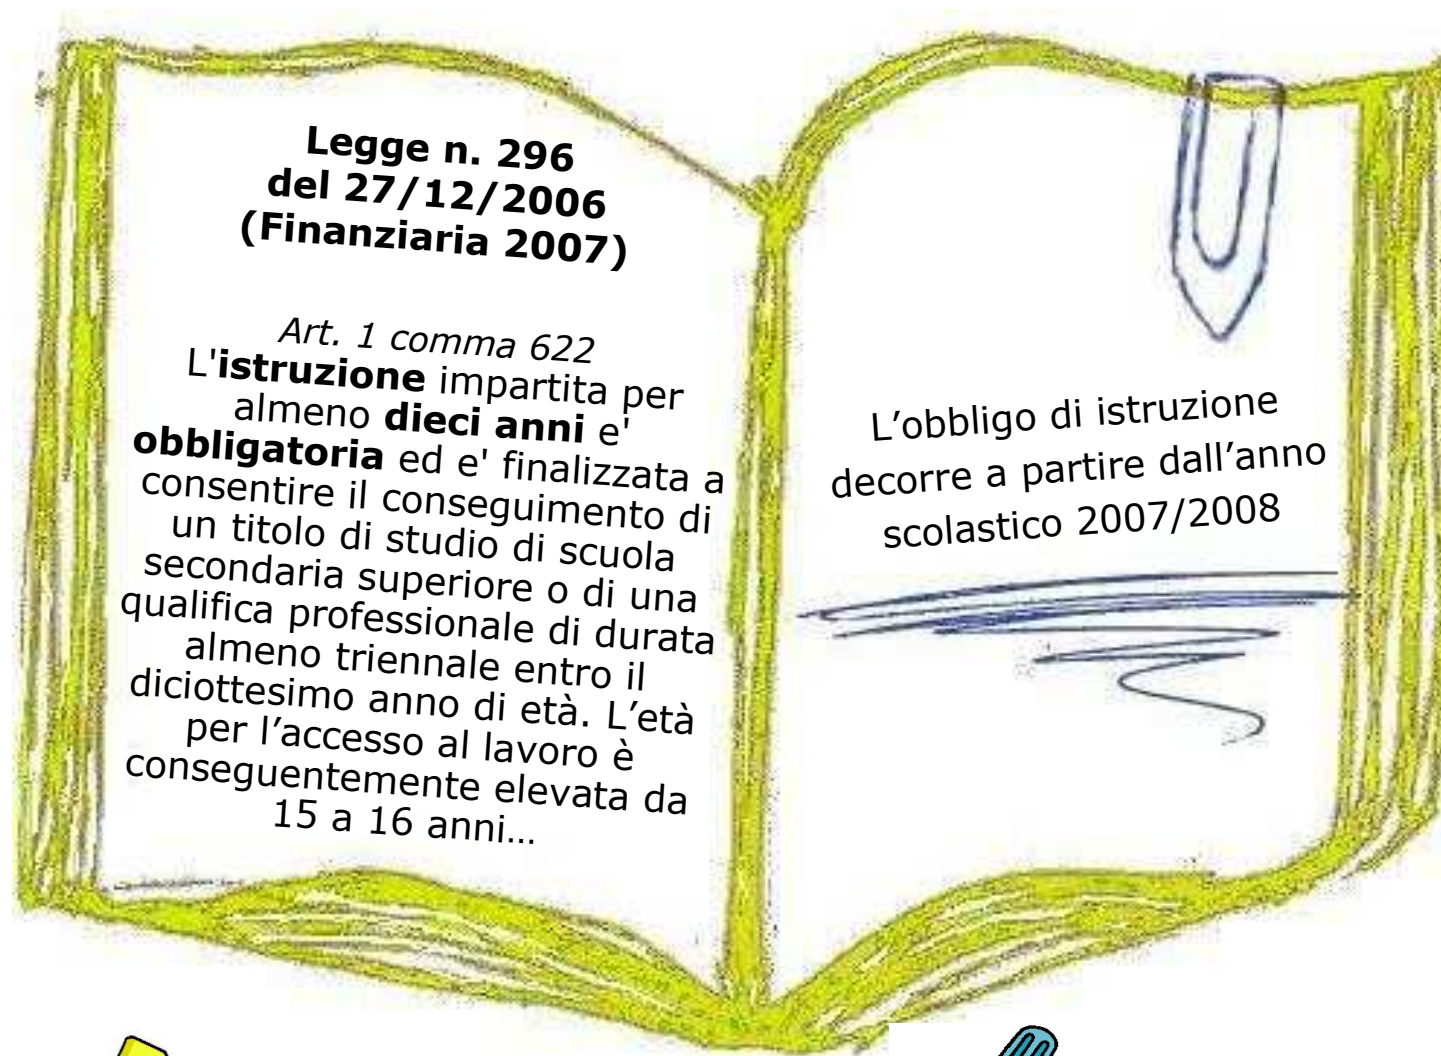 Legge n. 296
del 27/12/2006
(Finanziaria 2007)
Art. 1 comma 622
L'istruzione impartita per
almeno dieci anni e'
obbligatoria ed e' finalizzata a
consentire il conseguimento di
un titolo di studio di scuola
secondaria superiore o di una
qualifica professionale di durata
almeno triennale entro il
diciottesimo anno di età. L’età
per l’accesso al lavoro è
conseguentemente elevata da
15 a 16 anni…
L’obbligo di istruzione
decorre a partire dall’anno
scolastico 2007/2008